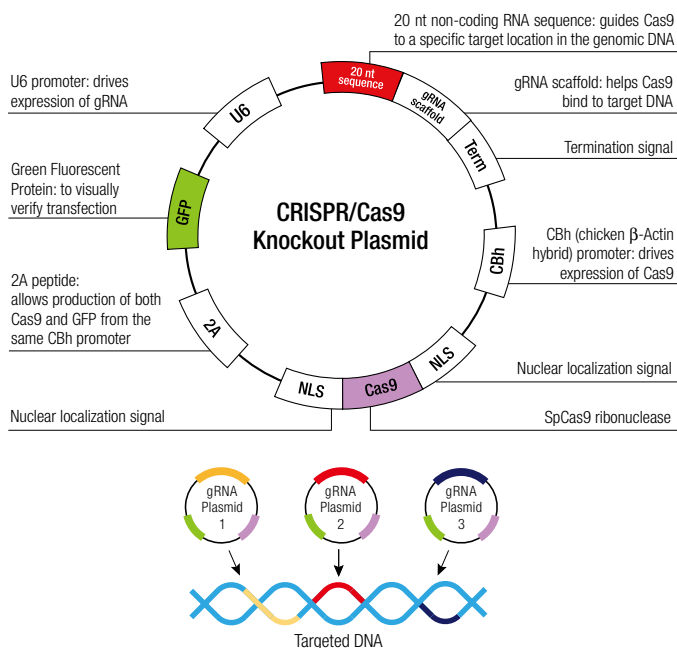 20 nt non-coding RNA sequence: guides Cas9
to a specific target location in the genomic DNA
U6 promoter: drives
expression of gRNA
gRNA scaffold: helps Cas9
bind to target DNA
Termination signal
Green Fluorescent
Protein: to visually
verify transfection
CBh (chicken β-Actin
hybrid) promoter: drives
expression of Cas9
2A peptide:
allows production of both
Cas9 and GFP from the
same CBh promoter
Nuclear localization signal
Nuclear localization signal
SpCas9 ribonuclease
CRISPR/Cas9
Knockout Plasmid
20 nt
sequence
gRNA
scaffold
Term
CBh
NLS
Cas9
NLS
2A
GFP
U6
gRNA
Plasmid
1
gRNA
Plasmid
2
gRNA
Plasmid
3
Targeted DNA